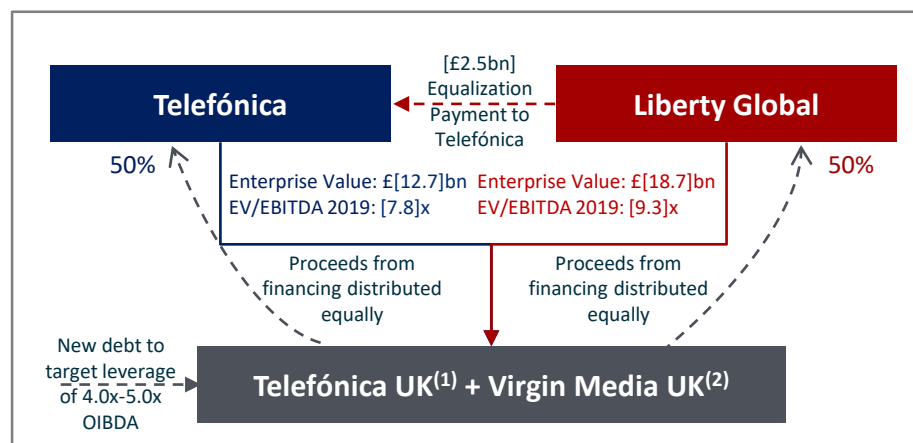 [£2.5bn]
Equalization
Payment to
Telefónica
Telefónica
Liberty Global
50%
50%
Enterprise Value: £[12.7]bn
EV/EBITDA 2019: [7.8]x
Enterprise Value: £[18.7]bn
EV/EBITDA 2019: [9.3]x
Proceeds from
financing distributed
equally
Proceeds from
financing distributed
equally
New debt to
target leverage
of 4.0x-5.0x
OIBDA
Telefónica UK(1) + Virgin Media UK(2)